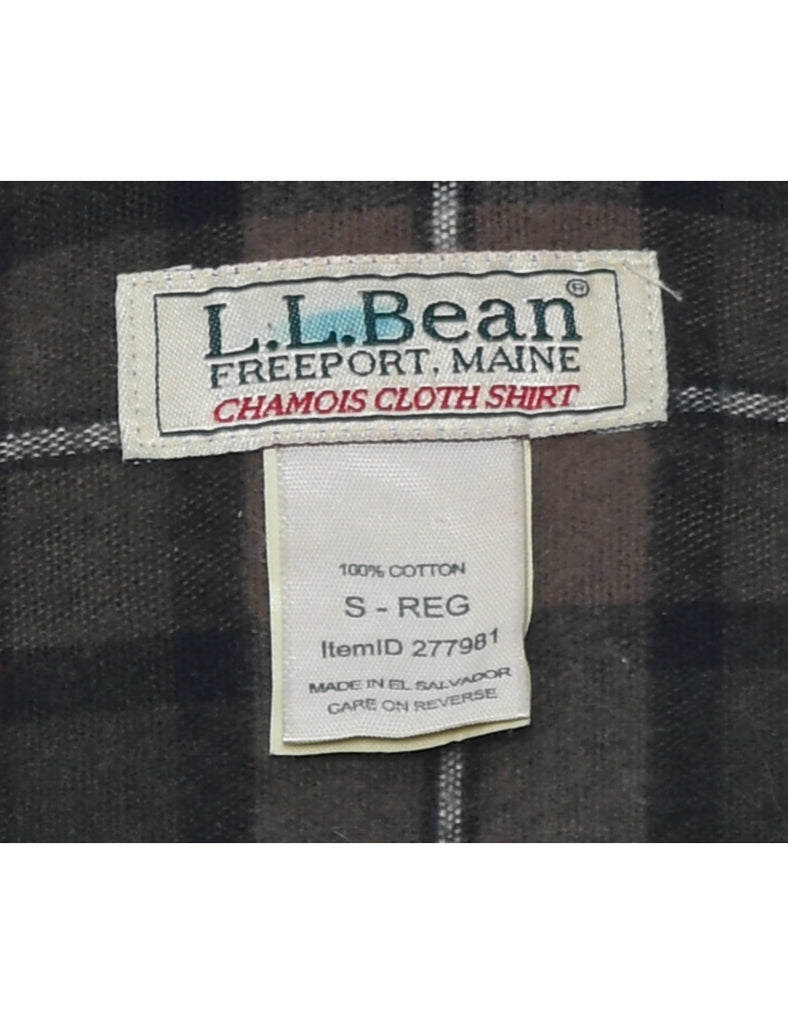 L.L.Bean®
FREEPORT, MAINE
CHAMOIS CLOTH SHIRT
100% COTTON
S - REG
ItemID 277981
MADE IN EL SALVADOR
CARE ON REVERSE